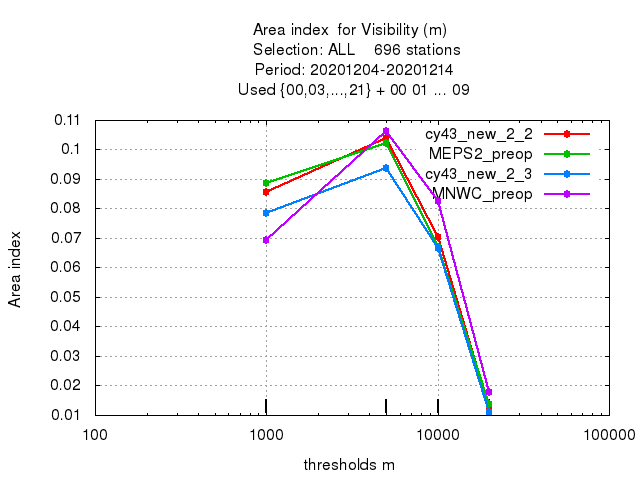 Area index  for Visibility (m)
Selection: ALL    696 stations
Period: 20201204-20201214
Used {00,03,...,21} + 00 01 ... 09
cy43_new_2_2
MEPS2_preop
cy43_new_2_3
MNWC_preop
0.11
0.1
0.09
0.08
0.07
0.06
0.05
0.04
0.03
0.02
0.01
Area index
100
1000
10000
100000
thresholds m